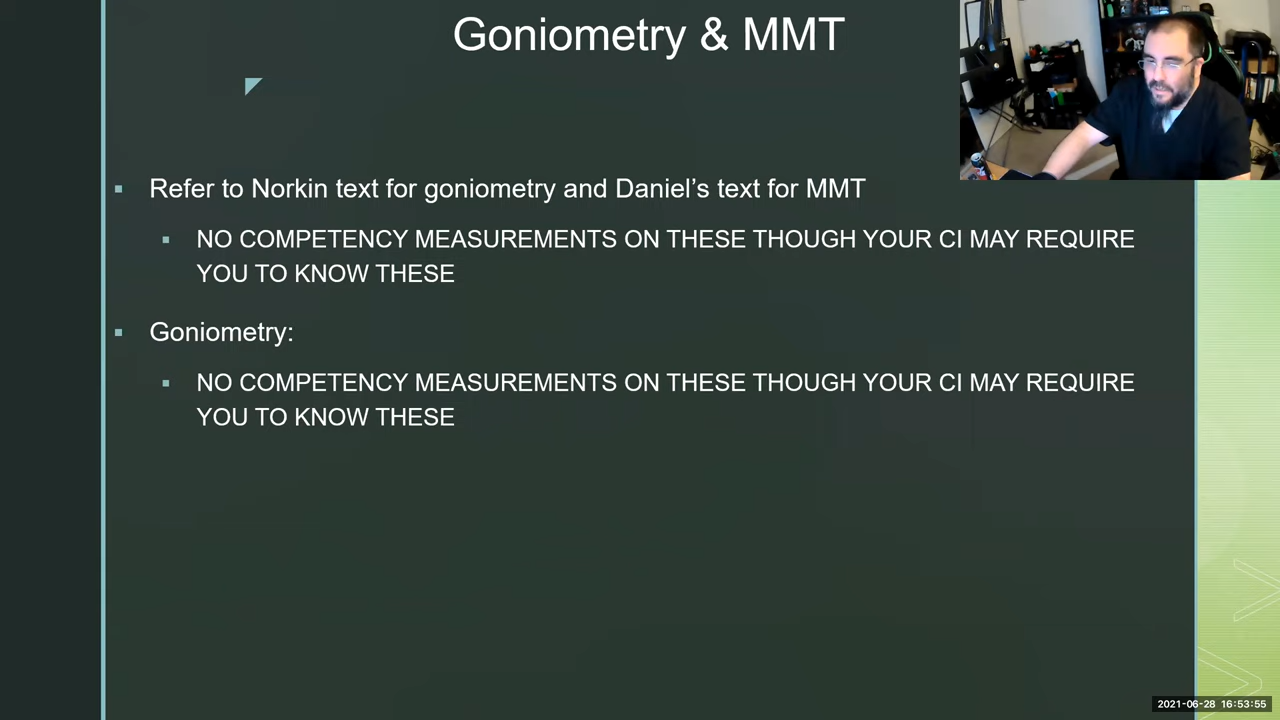 Goniometry & MMT
Refer to Norkin text for goniometry and Daniel’s text for MMT
NO COMPETENCY MEASUREMENTS ON THESE THOUGH YOUR CI MAY REQUIRE
YOU TO KNOW THESE
Goniometry:
NO COMPETENCY MEASUREMENTS ON THESE THOUGH YOUR CI MAY REQUIRE
YOU TO KNOW THESE
2021-06-28 16:53:55